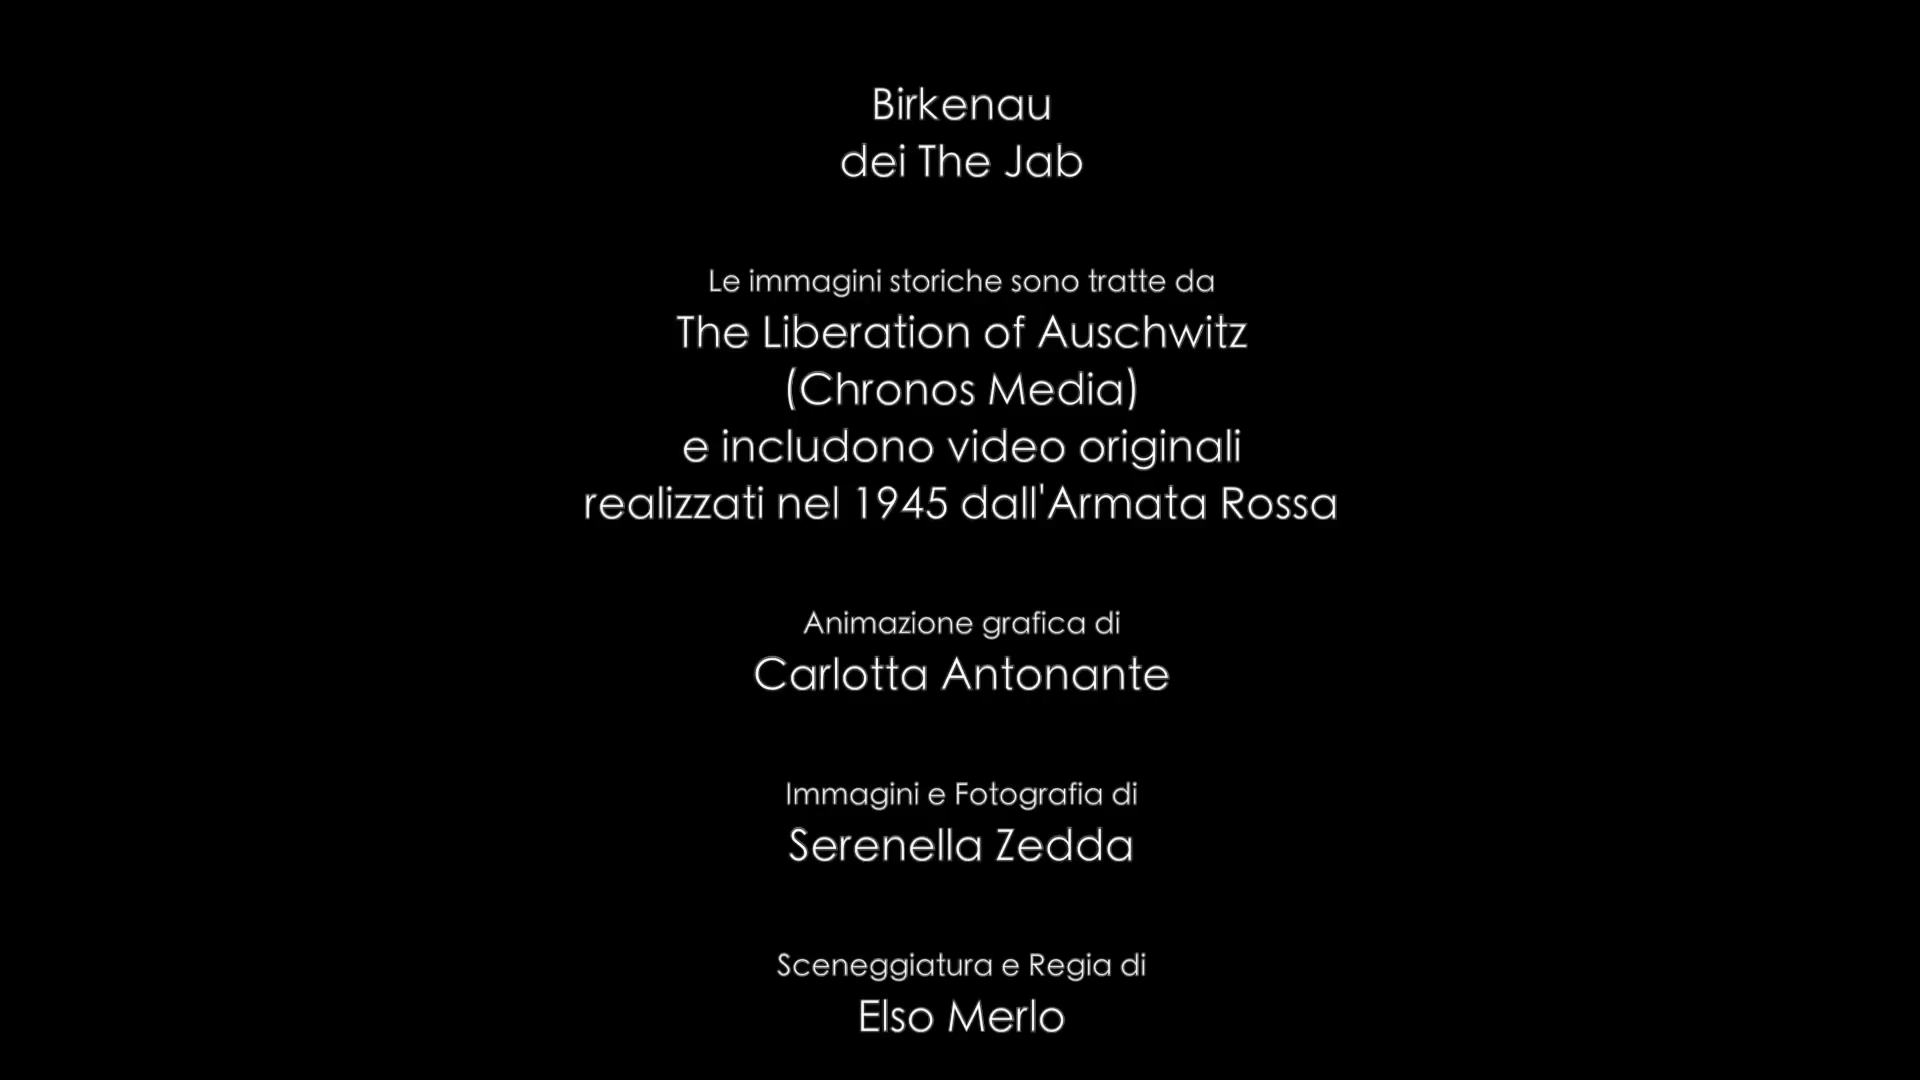 Birkenau
dei The Jab
Le immagini storiche sono tratte da
The Liberation of Auschwitz
(Chronos Media)
e includono video originali
realizzati nel 1945 dall'Armata Rossa
Animazione grafica di
Carlotta Antonante
Immagini e Fotografia di
Serenella Zedda
Sceneggiatura e Regia di
Elso Merlo